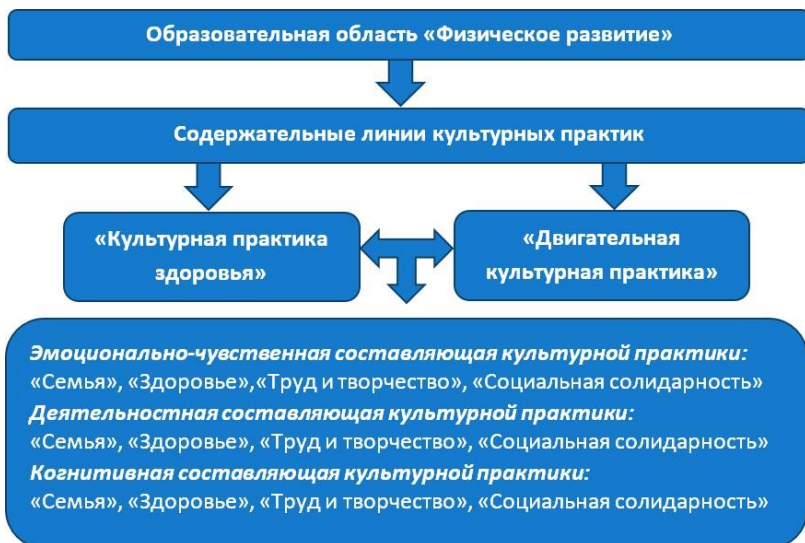 Образовательная область «Физическое развитие»
Содержательные линии культурных практик
«Культурная практика
здоровья»
«Двигательная
культурная практика»
Эмоционально-чувственная составляющая культурной практики:
«Семья», «Здоровье»,«Труд и творчество», «Социальная солидарность»
Деятельностная составляющая культурной практики:
«Семья», «Здоровье», «Труд и творчество», «Социальная солидарность»
Когнитивная составляющая культурной практики:
«Семья», «Здоровье», «Труд и творчество», «Социальная солидарность»